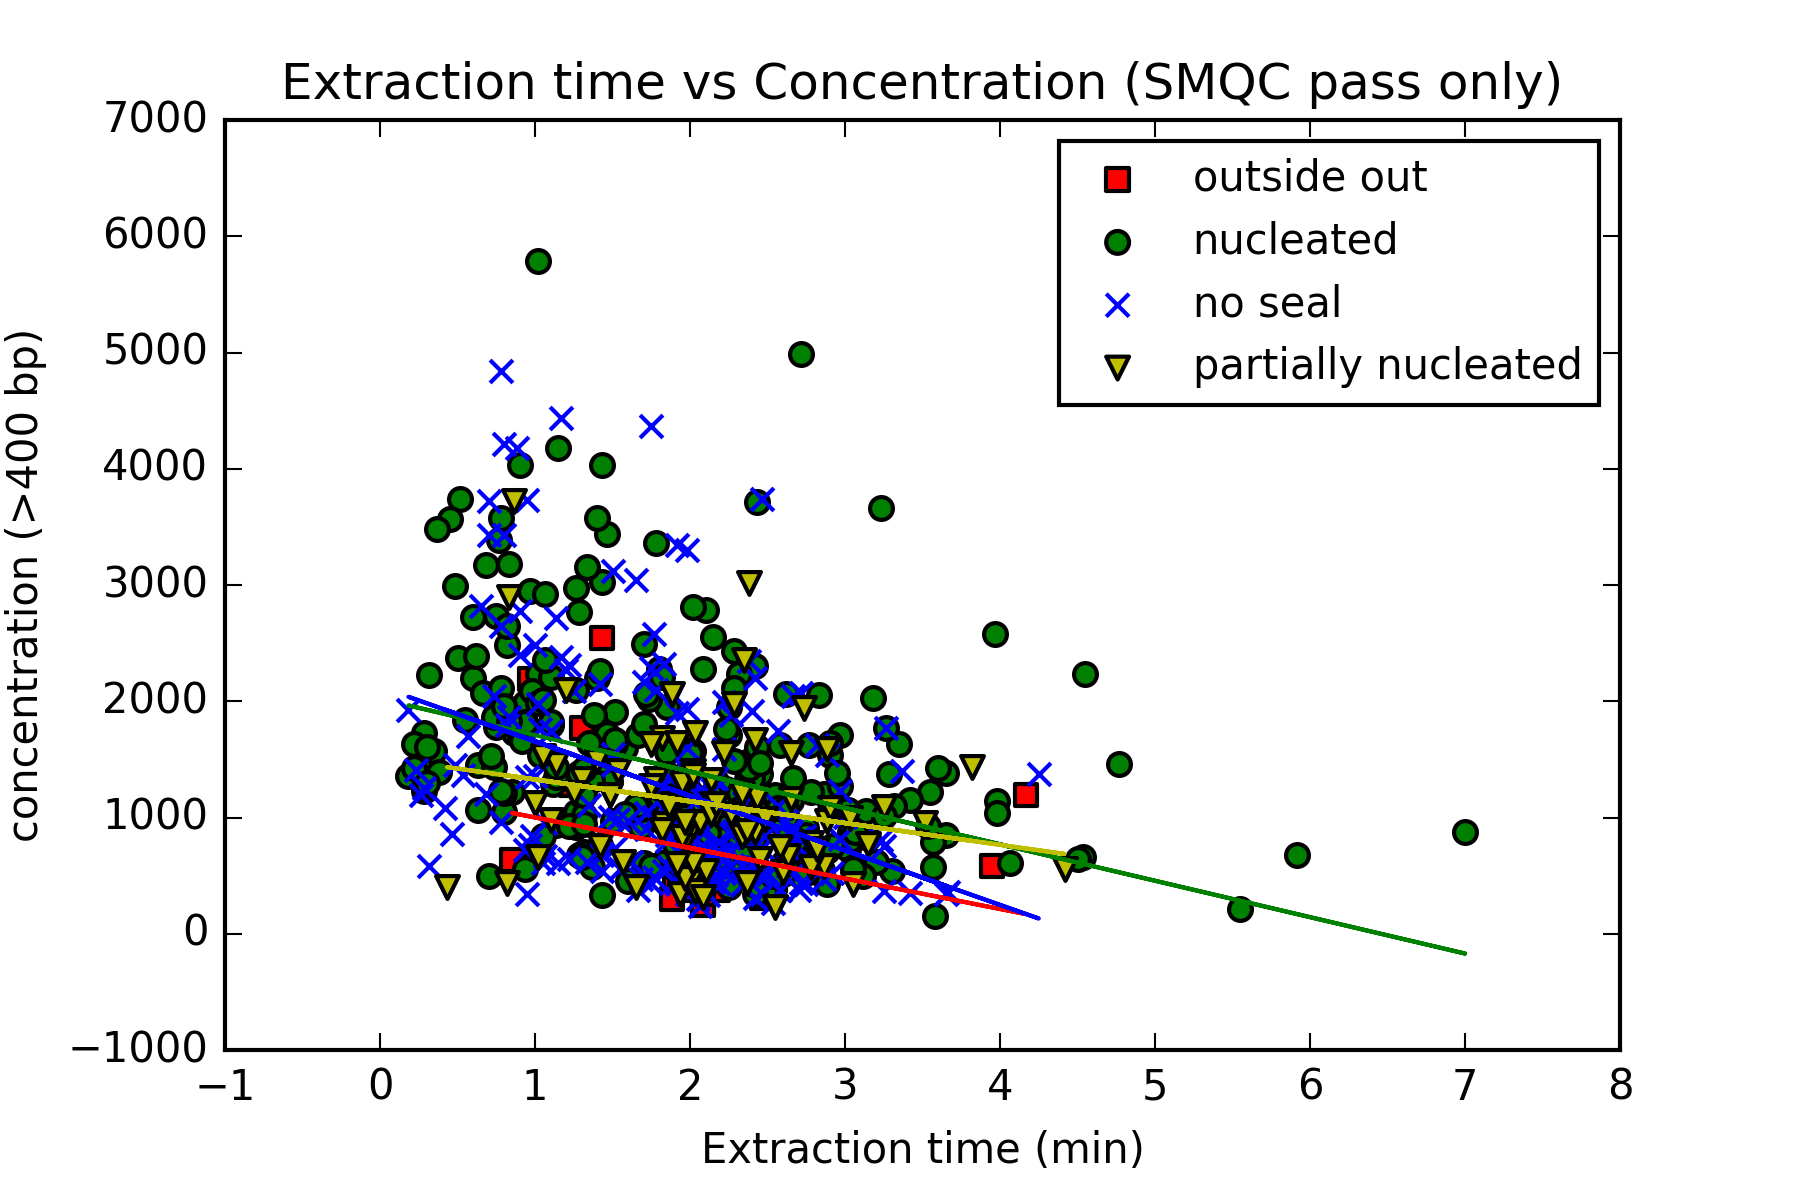 Extraction time vs Concentration (SMQC pass only)
7000
6000
5000
4000
3000
2000
1000
0
−1000
concentration (>400 bp)
outside out
nucleated
no seal
partially nucleated
−1 0 1 2 3 4 5 6 7 8
Extraction time (min)